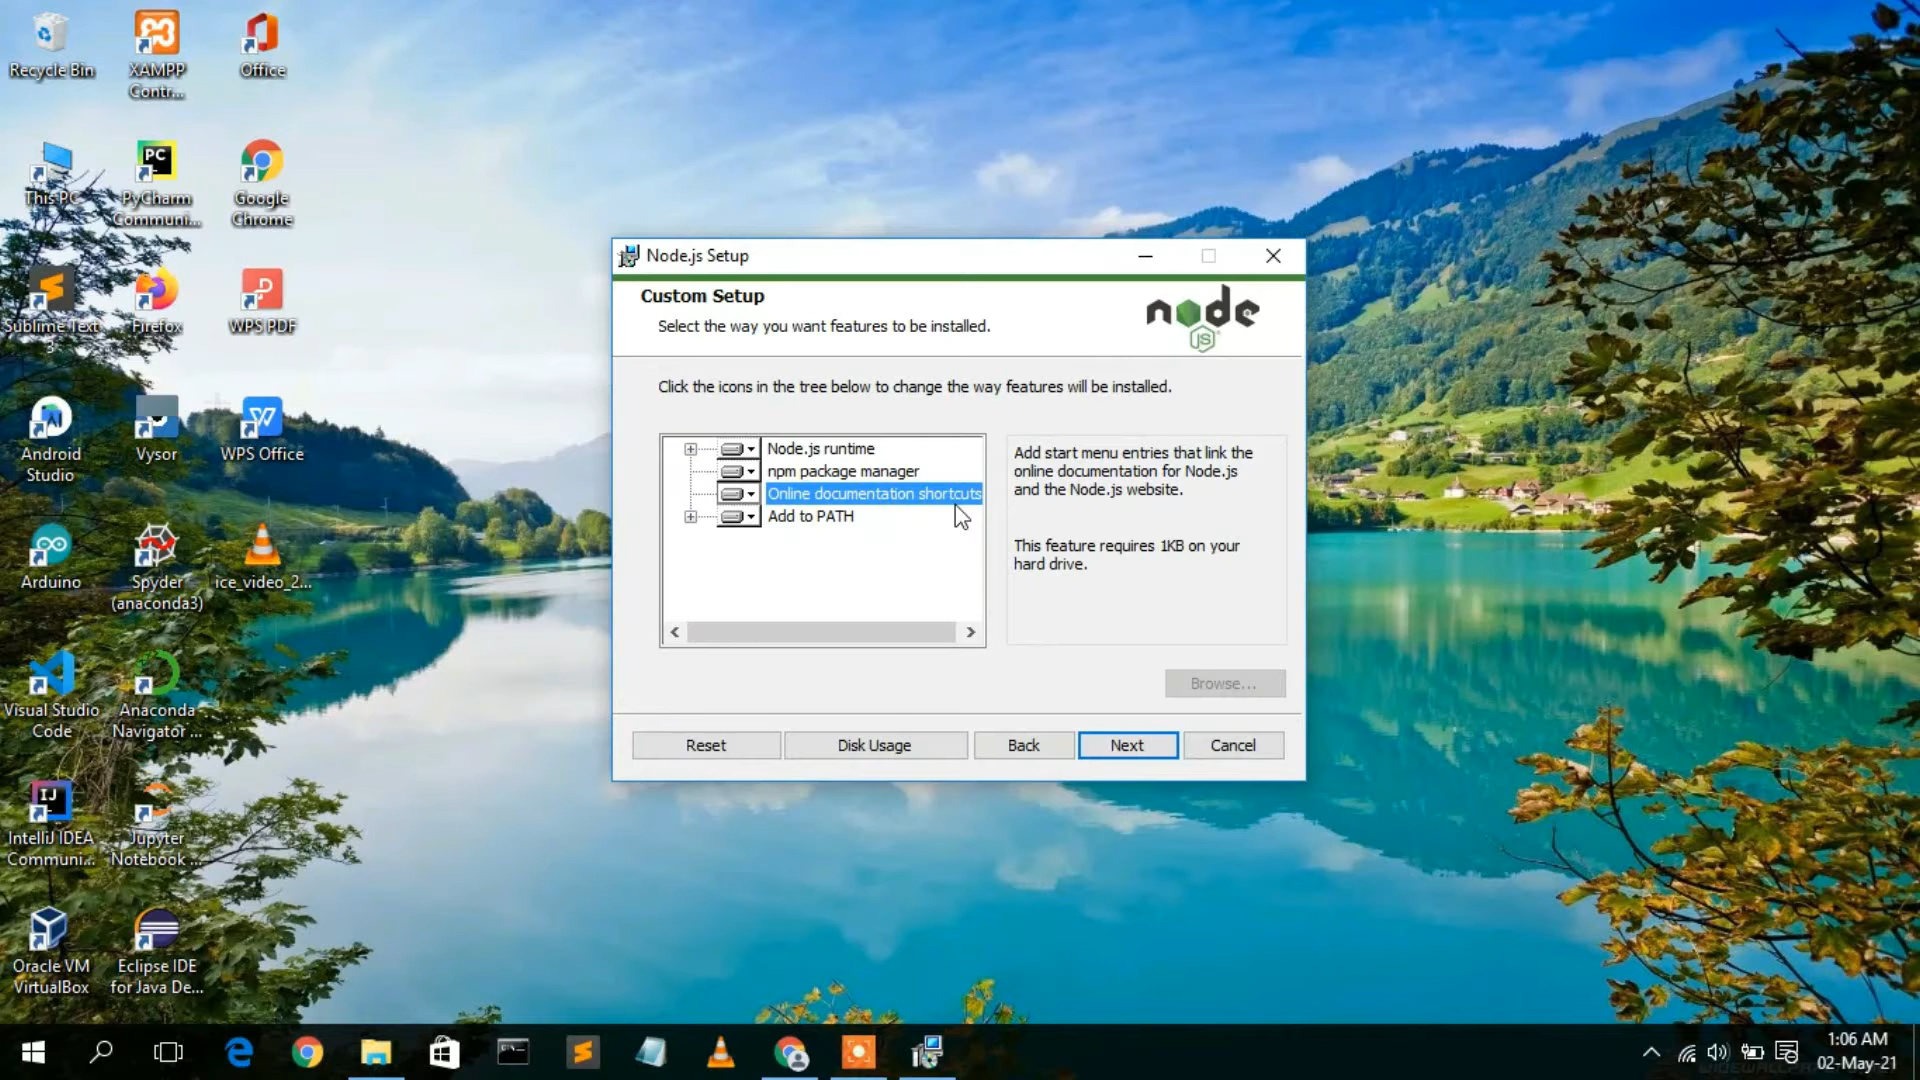 Recycle Bin
XAMPP
Contr...
Office
This PC
PC
PyCharm
Communi...
Google
Chrome
Sublime Text
3
Firefox
WPS PDF
Android
Studio
Vysor
WPS Office
Arduino
Spyder
(anaconda3)
ice_video_2...
Visual Studio
Code
Anaconda
Navigator ...
IJ
IntelliJ IDEA
Communi...
Jupyter
Notebook ...
Oracle VM
VirtualBox
Eclipse IDE
for Java De...
Node.js Setup
Custom Setup
Select the way you want features to be installed.
node
JS
Click the icons in the tree below to change the way features will be installed.
Node.js runtime
npm package manager
Online documentation shortcuts
Add to PATH
Add start menu entries that link the
online documentation for Node.js
and the Node.js website.
This feature requires 1KB on your
hard drive.
Browse...
Reset
Disk Usage
Back
Next
Cancel
1:06 AM
02-May-21